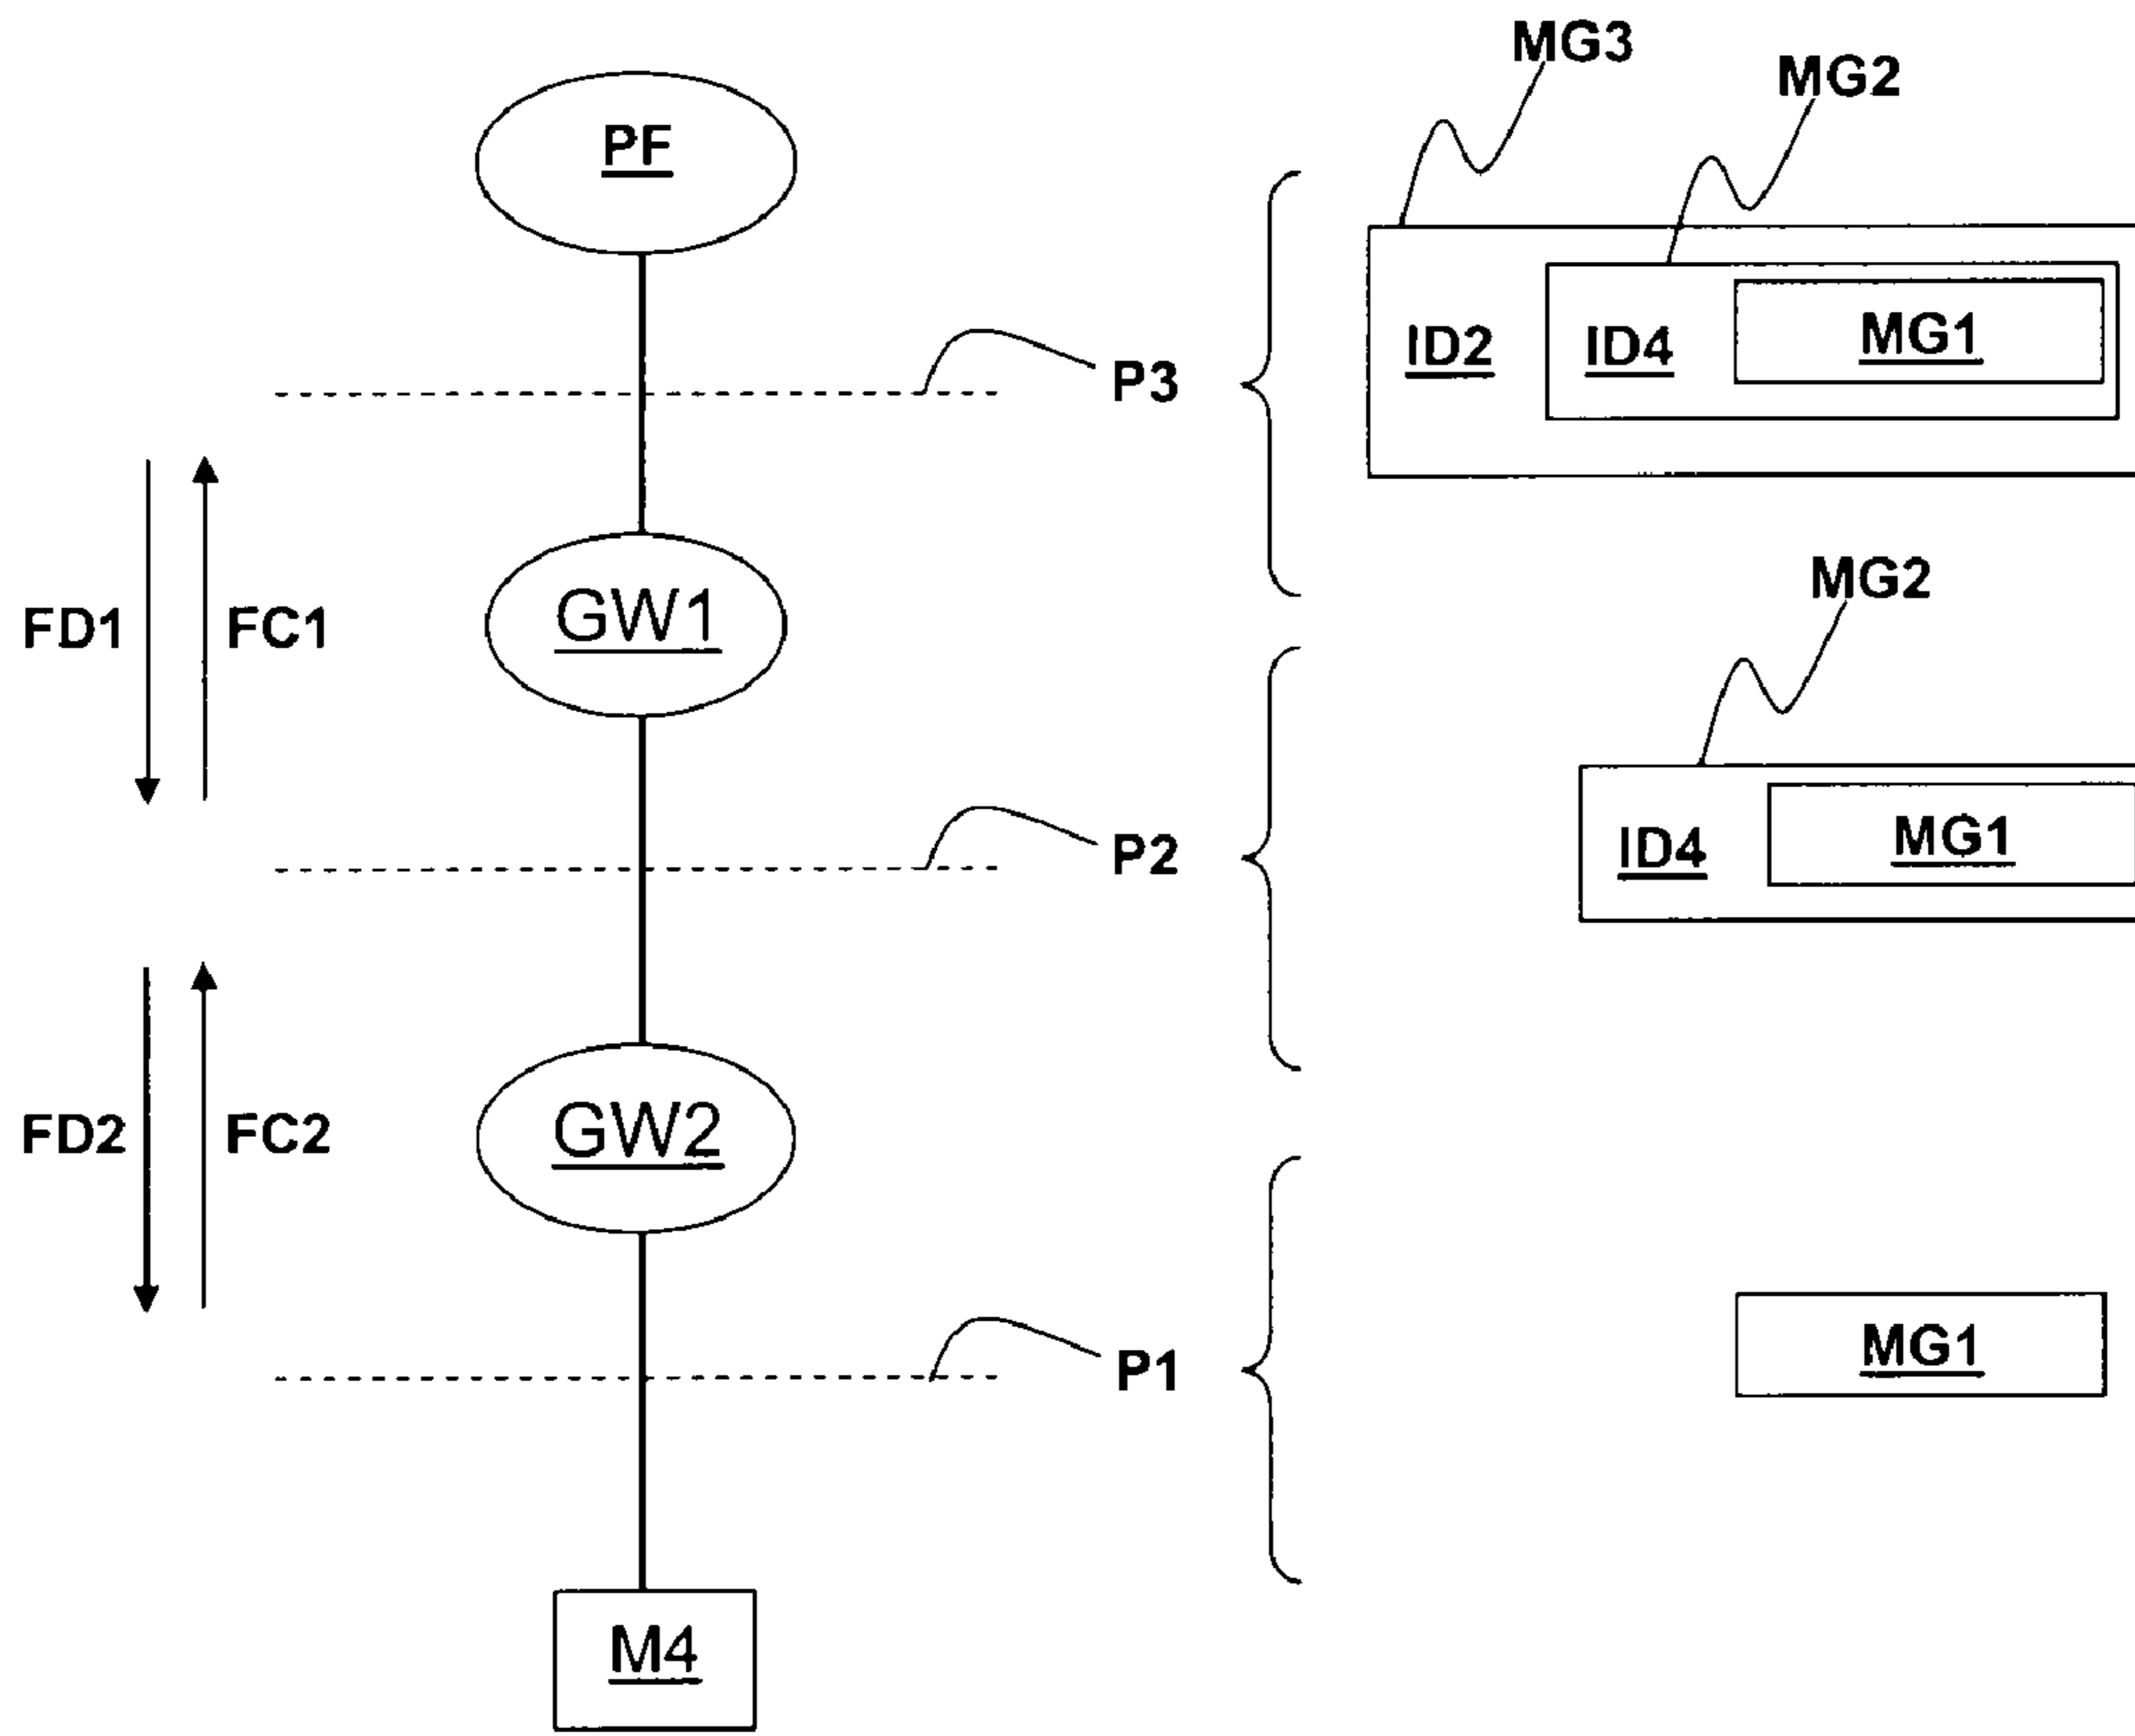 MG3
MG2
PF
ID2 ID4 MG1
P3
FD1 FC1 GW1
MG2
P2
ID4 MG1
FD2 FC2 GW2
P1
MG1
M4